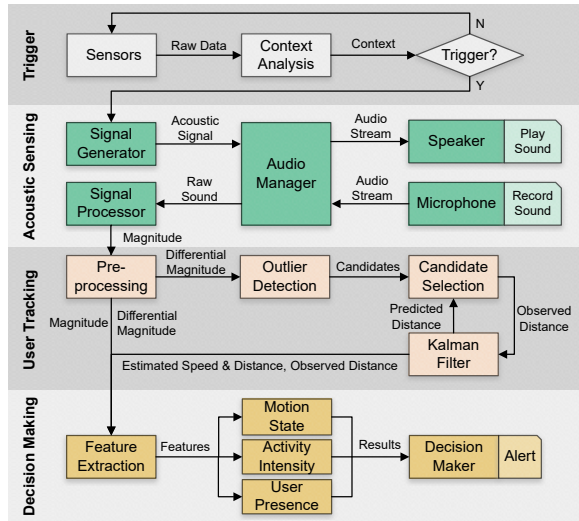 Trigger
N
Sensors
Raw Data
Context
Analysis
Context
Trigger?
Y
Acoustic Sensing
Signal
Generator
Acoustic
Signal
Audio
Manager
Audio
Stream
Speaker
Play
Sound
Signal
Processor
Raw
Sound
Audio
Stream
Microphone
Record
Sound
Magnitude
User Tracking
Pre-
processing
Differential
Magnitude
Outlier
Detection
Candidates
Candidate
Selection
Magnitude
Differential
Magnitude
Predicted
Distance
Observed
Distance
Kalman
Filter
Estimated Speed & Distance, Observed Distance
Decision Making
Feature
Extraction
Features
Motion
State
Activity
Intensity
User
Presence
Results
Decision
Maker
Alert